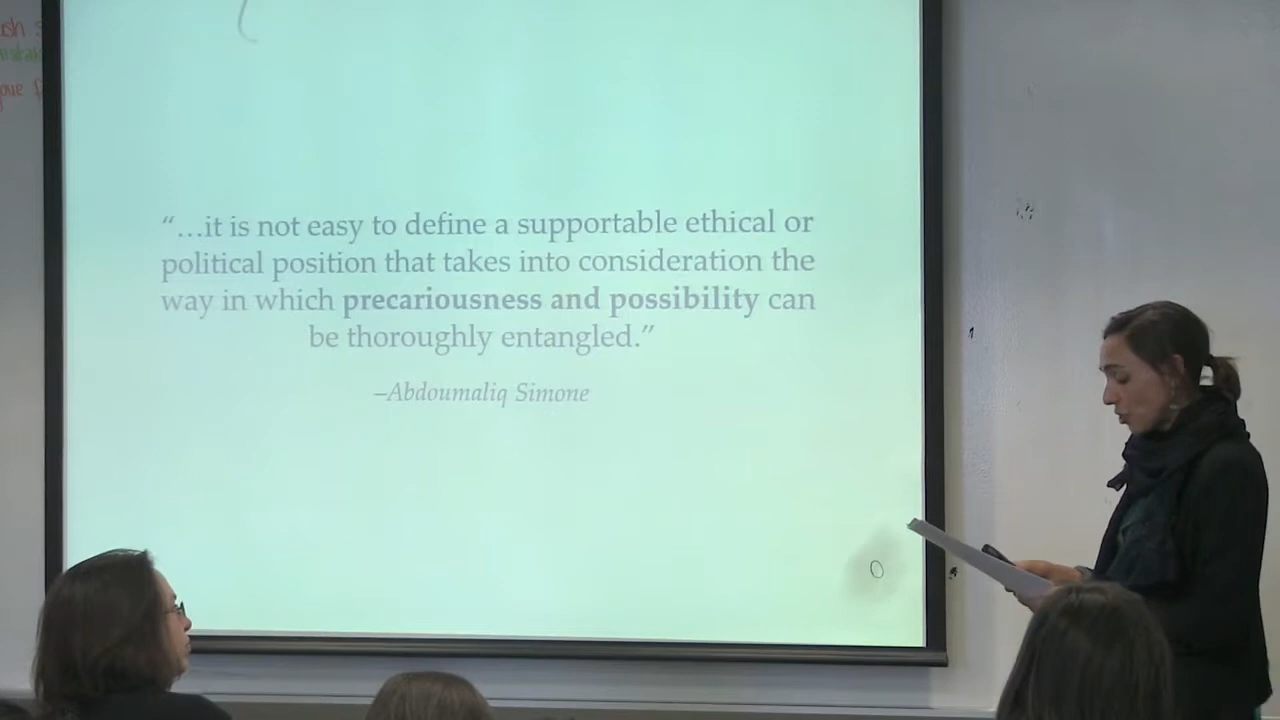 “…it is not easy to define a supportable ethical or
political position that takes into consideration the
way in which precariousness and possibility can
be thoroughly entangled.”
–Abdoumaliq Simone